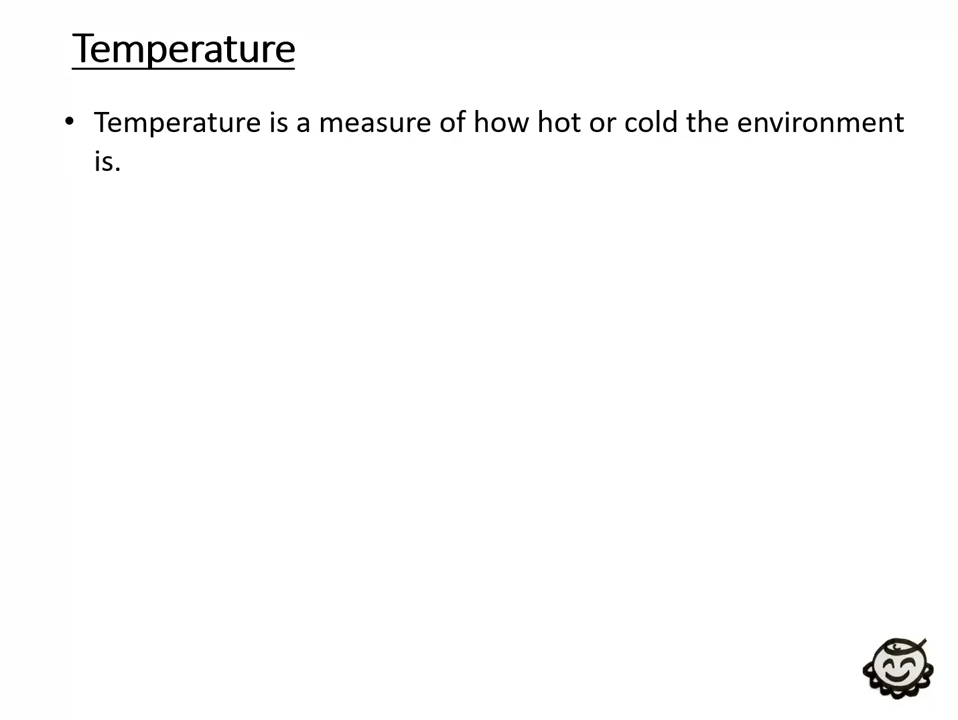 Temperature
• Temperature is a measure of how hot or cold the environment
is.